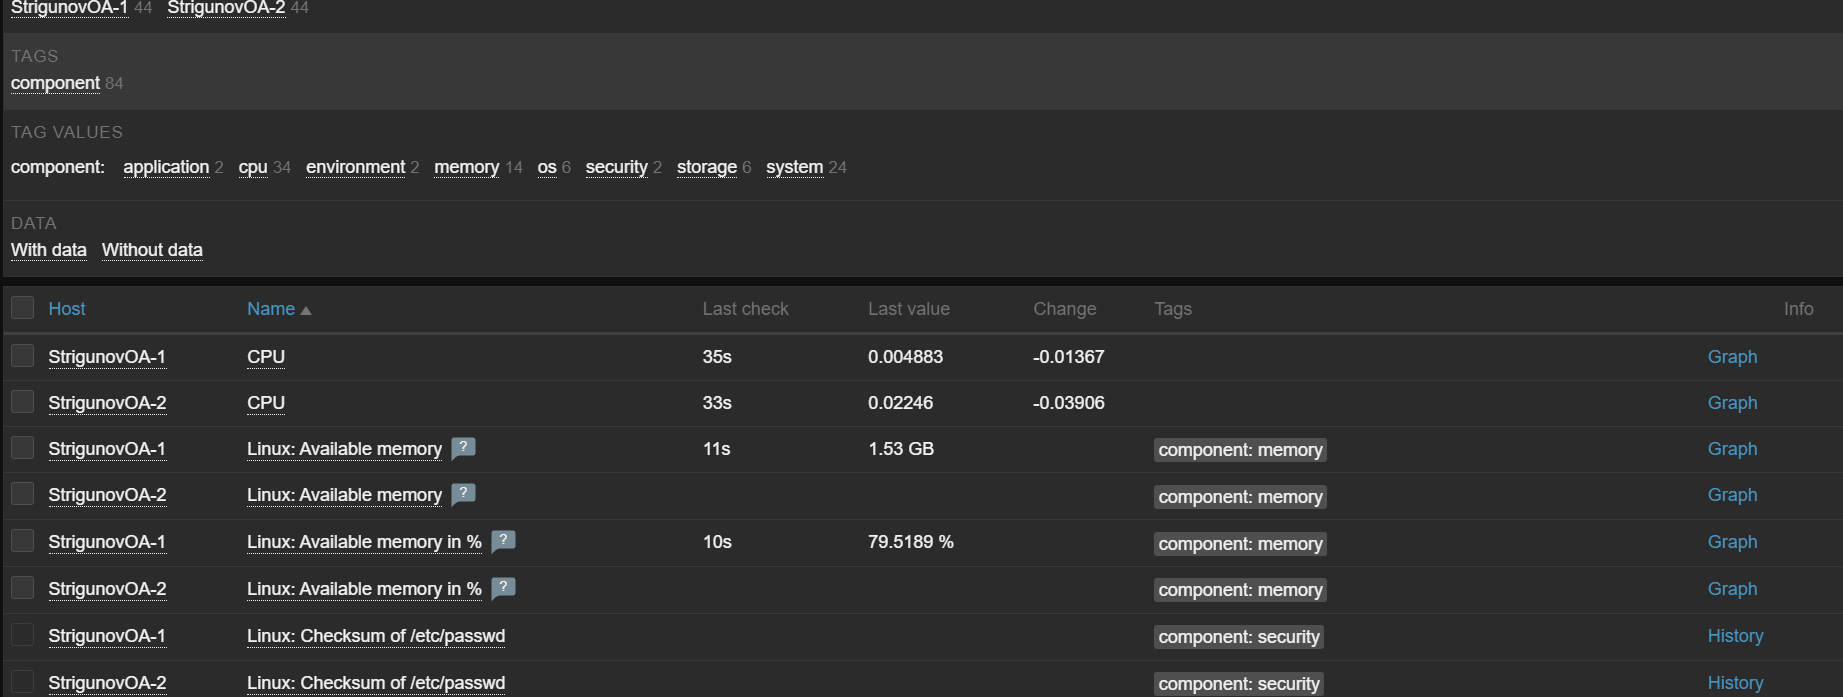 StrigunovOA-1 44 StrigunovOA-2 44
TAGS
component 84
TAG VALUES
component: application 2 cpu 34 environment 2 memory 14 os 6 security 2 storage 6 system 24
DATA
With data Without data
Host Name Last check Last value Change Tags Info
StrigunovOA-1 CPU 35s 0.004883 -0.01367 Graph
StrigunovOA-2 CPU 33s 0.02246 -0.03906 Graph
StrigunovOA-1 Linux: Available memory ? 11s 1.53 GB component: memory Graph
StrigunovOA-2 Linux: Available memory ? component: memory Graph
StrigunovOA-1 Linux: Available memory in % ? 10s 79.5189 % component: memory Graph
StrigunovOA-2 Linux: Available memory in % ? component: memory Graph
StrigunovOA-1 Linux: Checksum of /etc/passwd component: security History
StrigunovOA-2 Linux: Checksum of /etc/passwd component: security History